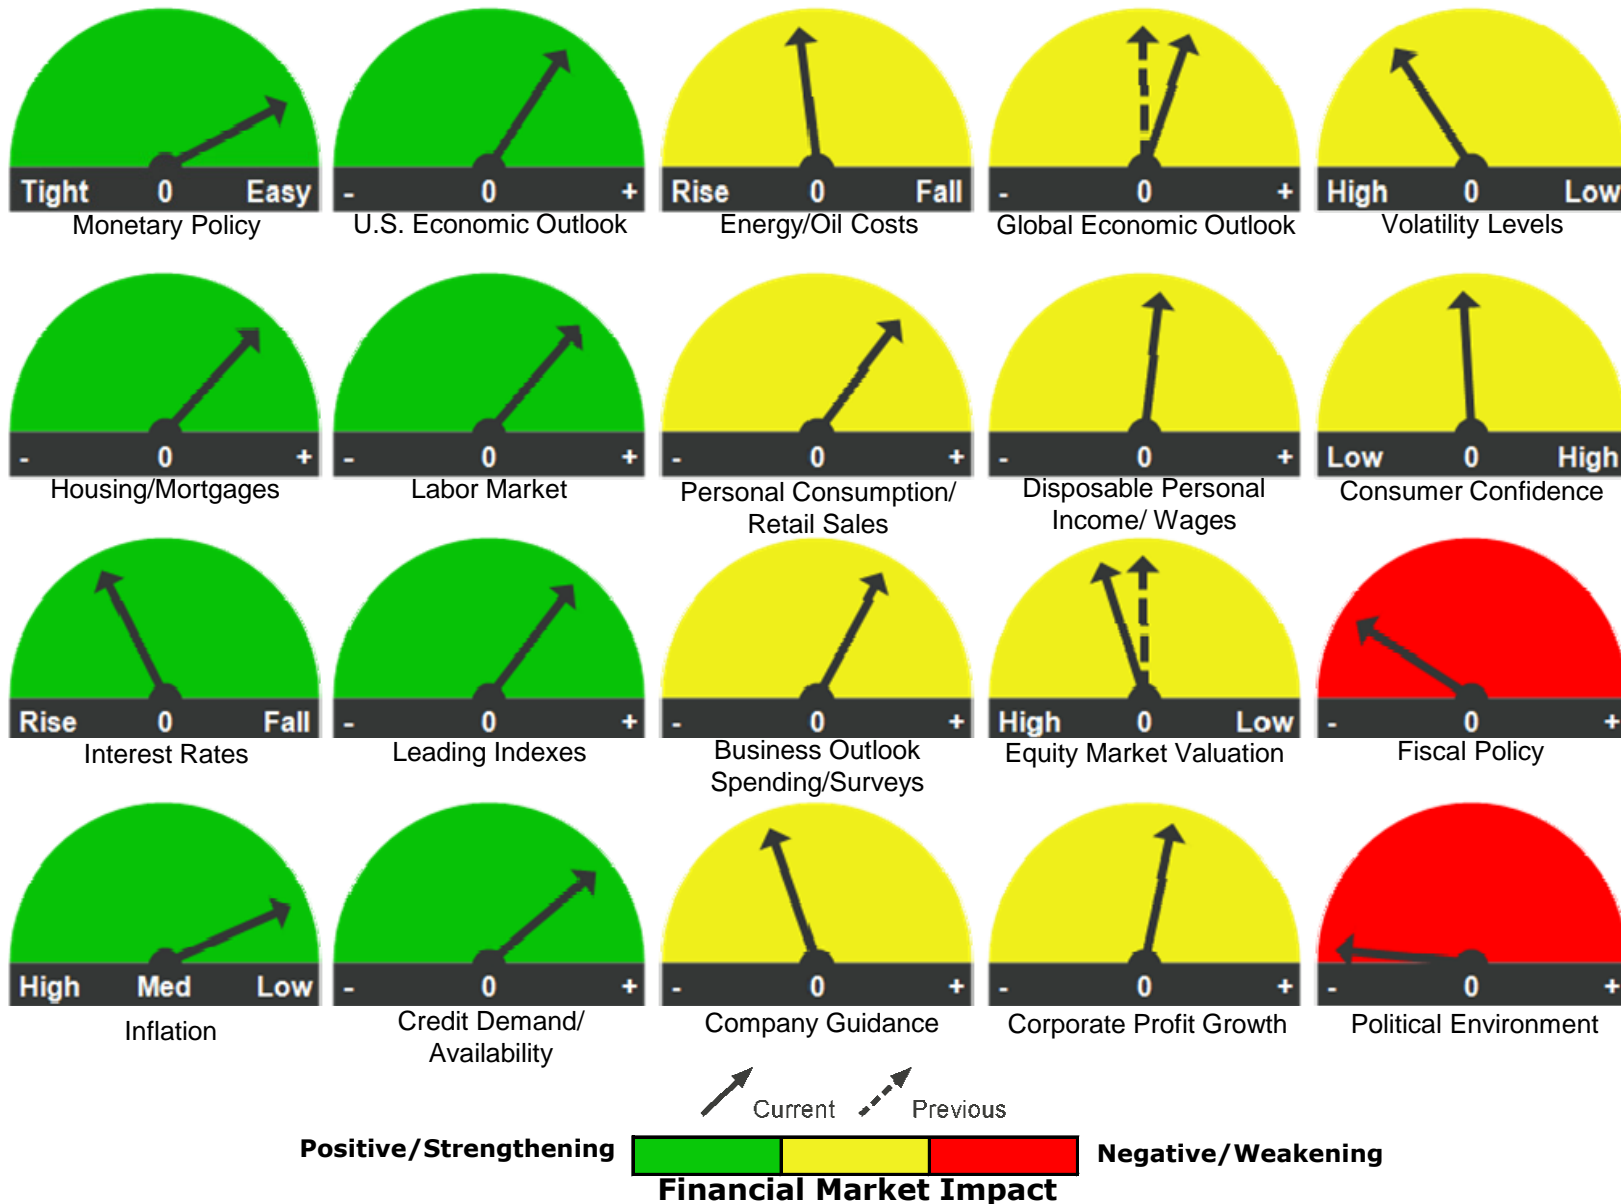 Tight 0 Easy
Monetary Policy
- 0 +
U.S. Economic Outlook
Rise 0 Fall
Energy/Oil Costs
- 0 +
Global Economic Outlook
High 0 Low
Volatility Levels
- 0 +
Housing/Mortgages
- 0 +
Labor Market
- 0 +
Personal Consumption/
Retail Sales
- 0 +
Disposable Personal
Income/ Wages
Low 0 High
Consumer Confidence
Rise 0 Fall
Interest Rates
- 0 +
Leading Indexes
- 0 +
Business Outlook
Spending/Surveys
High 0 Low
Equity Market Valuation
- 0 +
Fiscal Policy
High Med Low
Inflation
- 0 +
Credit Demand/
Availability
- 0 +
Company Guidance
- 0 +
Corporate Profit Growth
- 0 +
Political Environment
Current Previous
Positive/Strengthening Negative/Weakening
Financial Market Impact